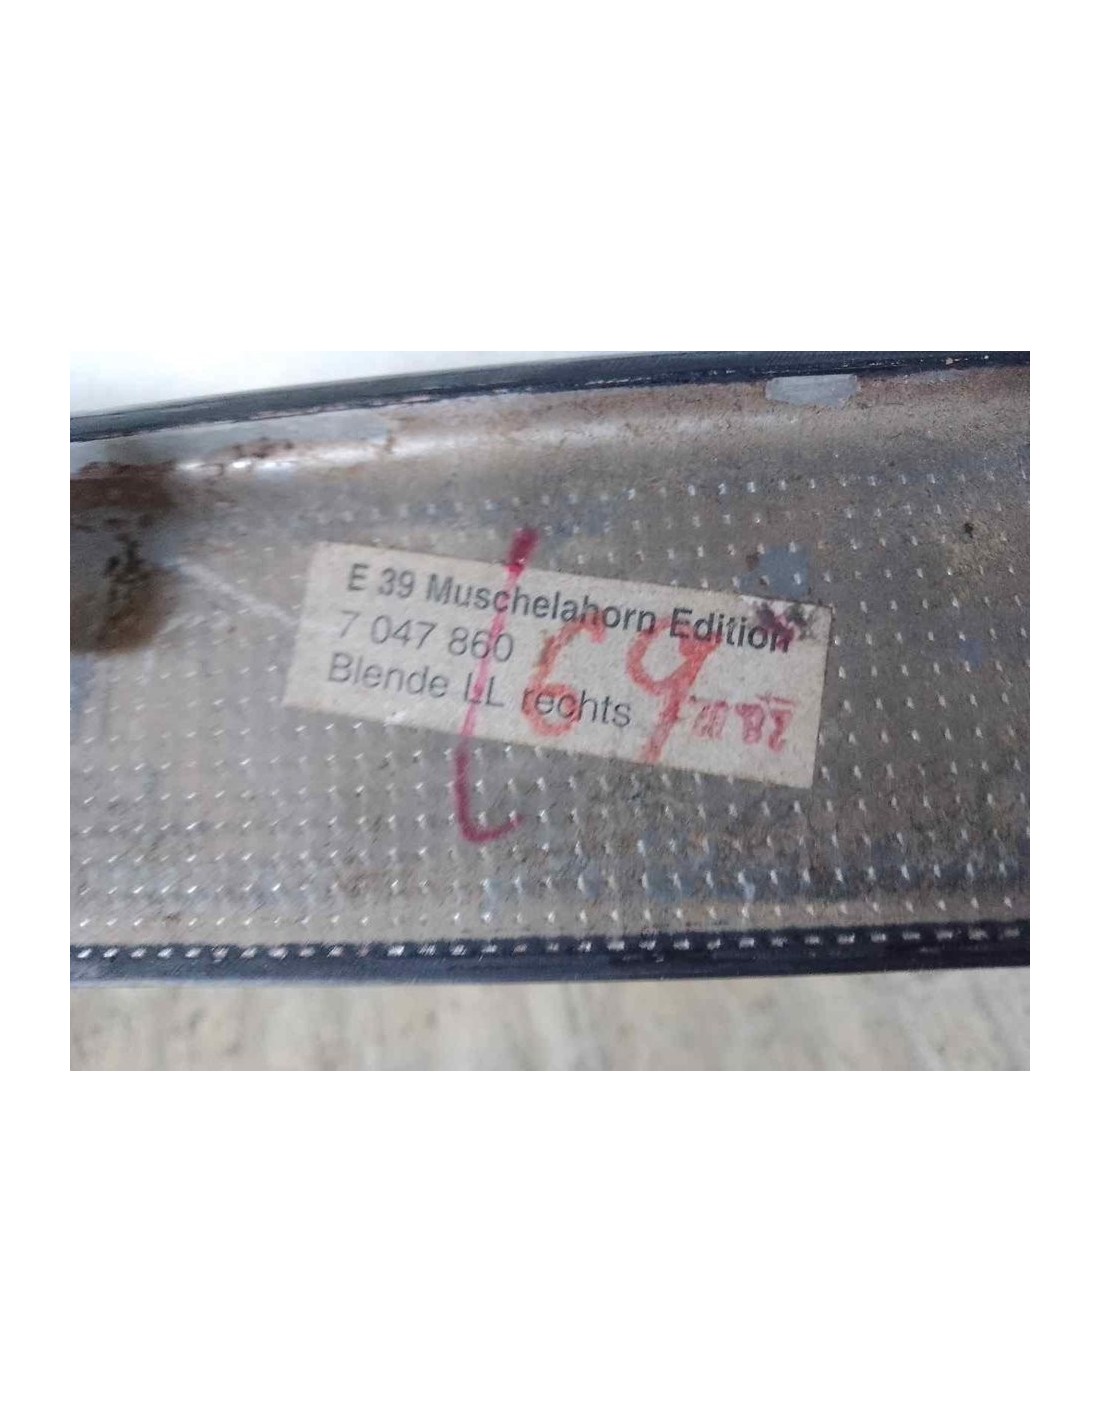 E 39 Muschelahorn Edition
7 047 860
Blende LL rechts
69